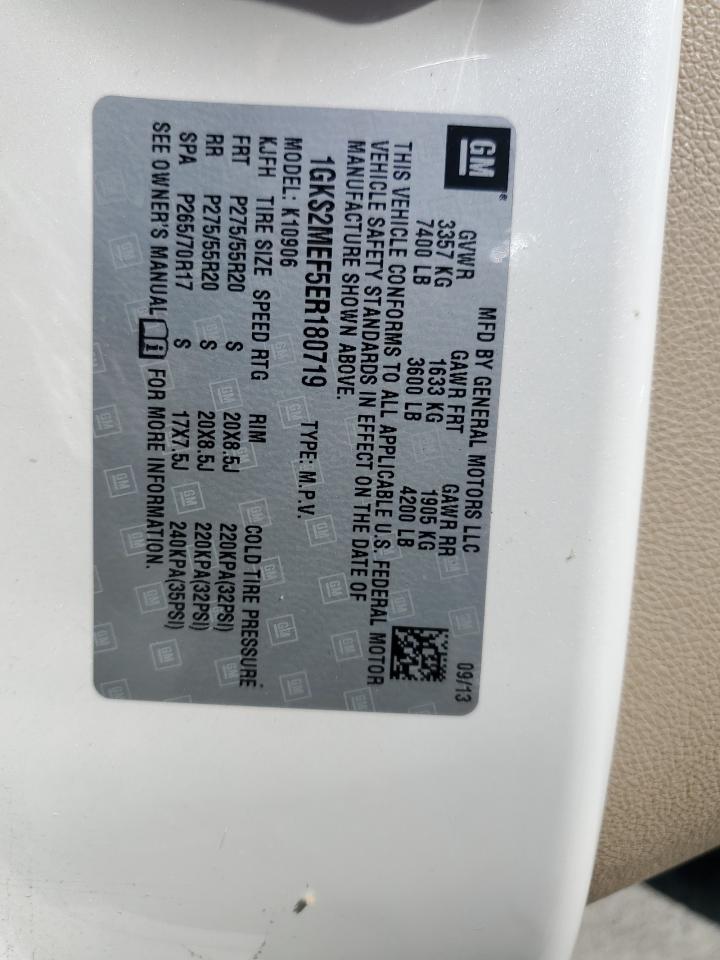 GM®
MFD BY GENERAL MOTORS LLC 09/13
GVWR GAWR FRT GAWR RR
3357 KG 1633 KG 1905 KG
7400 LB 3600 LB 4200 LB
THIS VEHICLE CONFORMS TO ALL APPLICABLE U.S. FEDERAL MOTOR
VEHICLE SAFETY STANDARDS IN EFFECT ON THE DATE OF
MANUFACTURE SHOWN ABOVE.
1GKS2MEF5ER180719 TYPE: M.P.V.
MODEL: K10906
KJFH TIRE SIZE SPEED RTG RIM COLD TIRE PRESSURE
FRT P275/55R20 S 20X8.5J 220KPA(32PSI)
RR P275/55R20 S 20X8.5J 220KPA(32PSI)
SPA P265/70R17 S 17X7.5J 240KPA(35PSI)
SEE OWNER'S MANUAL i FOR MORE INFORMATION.